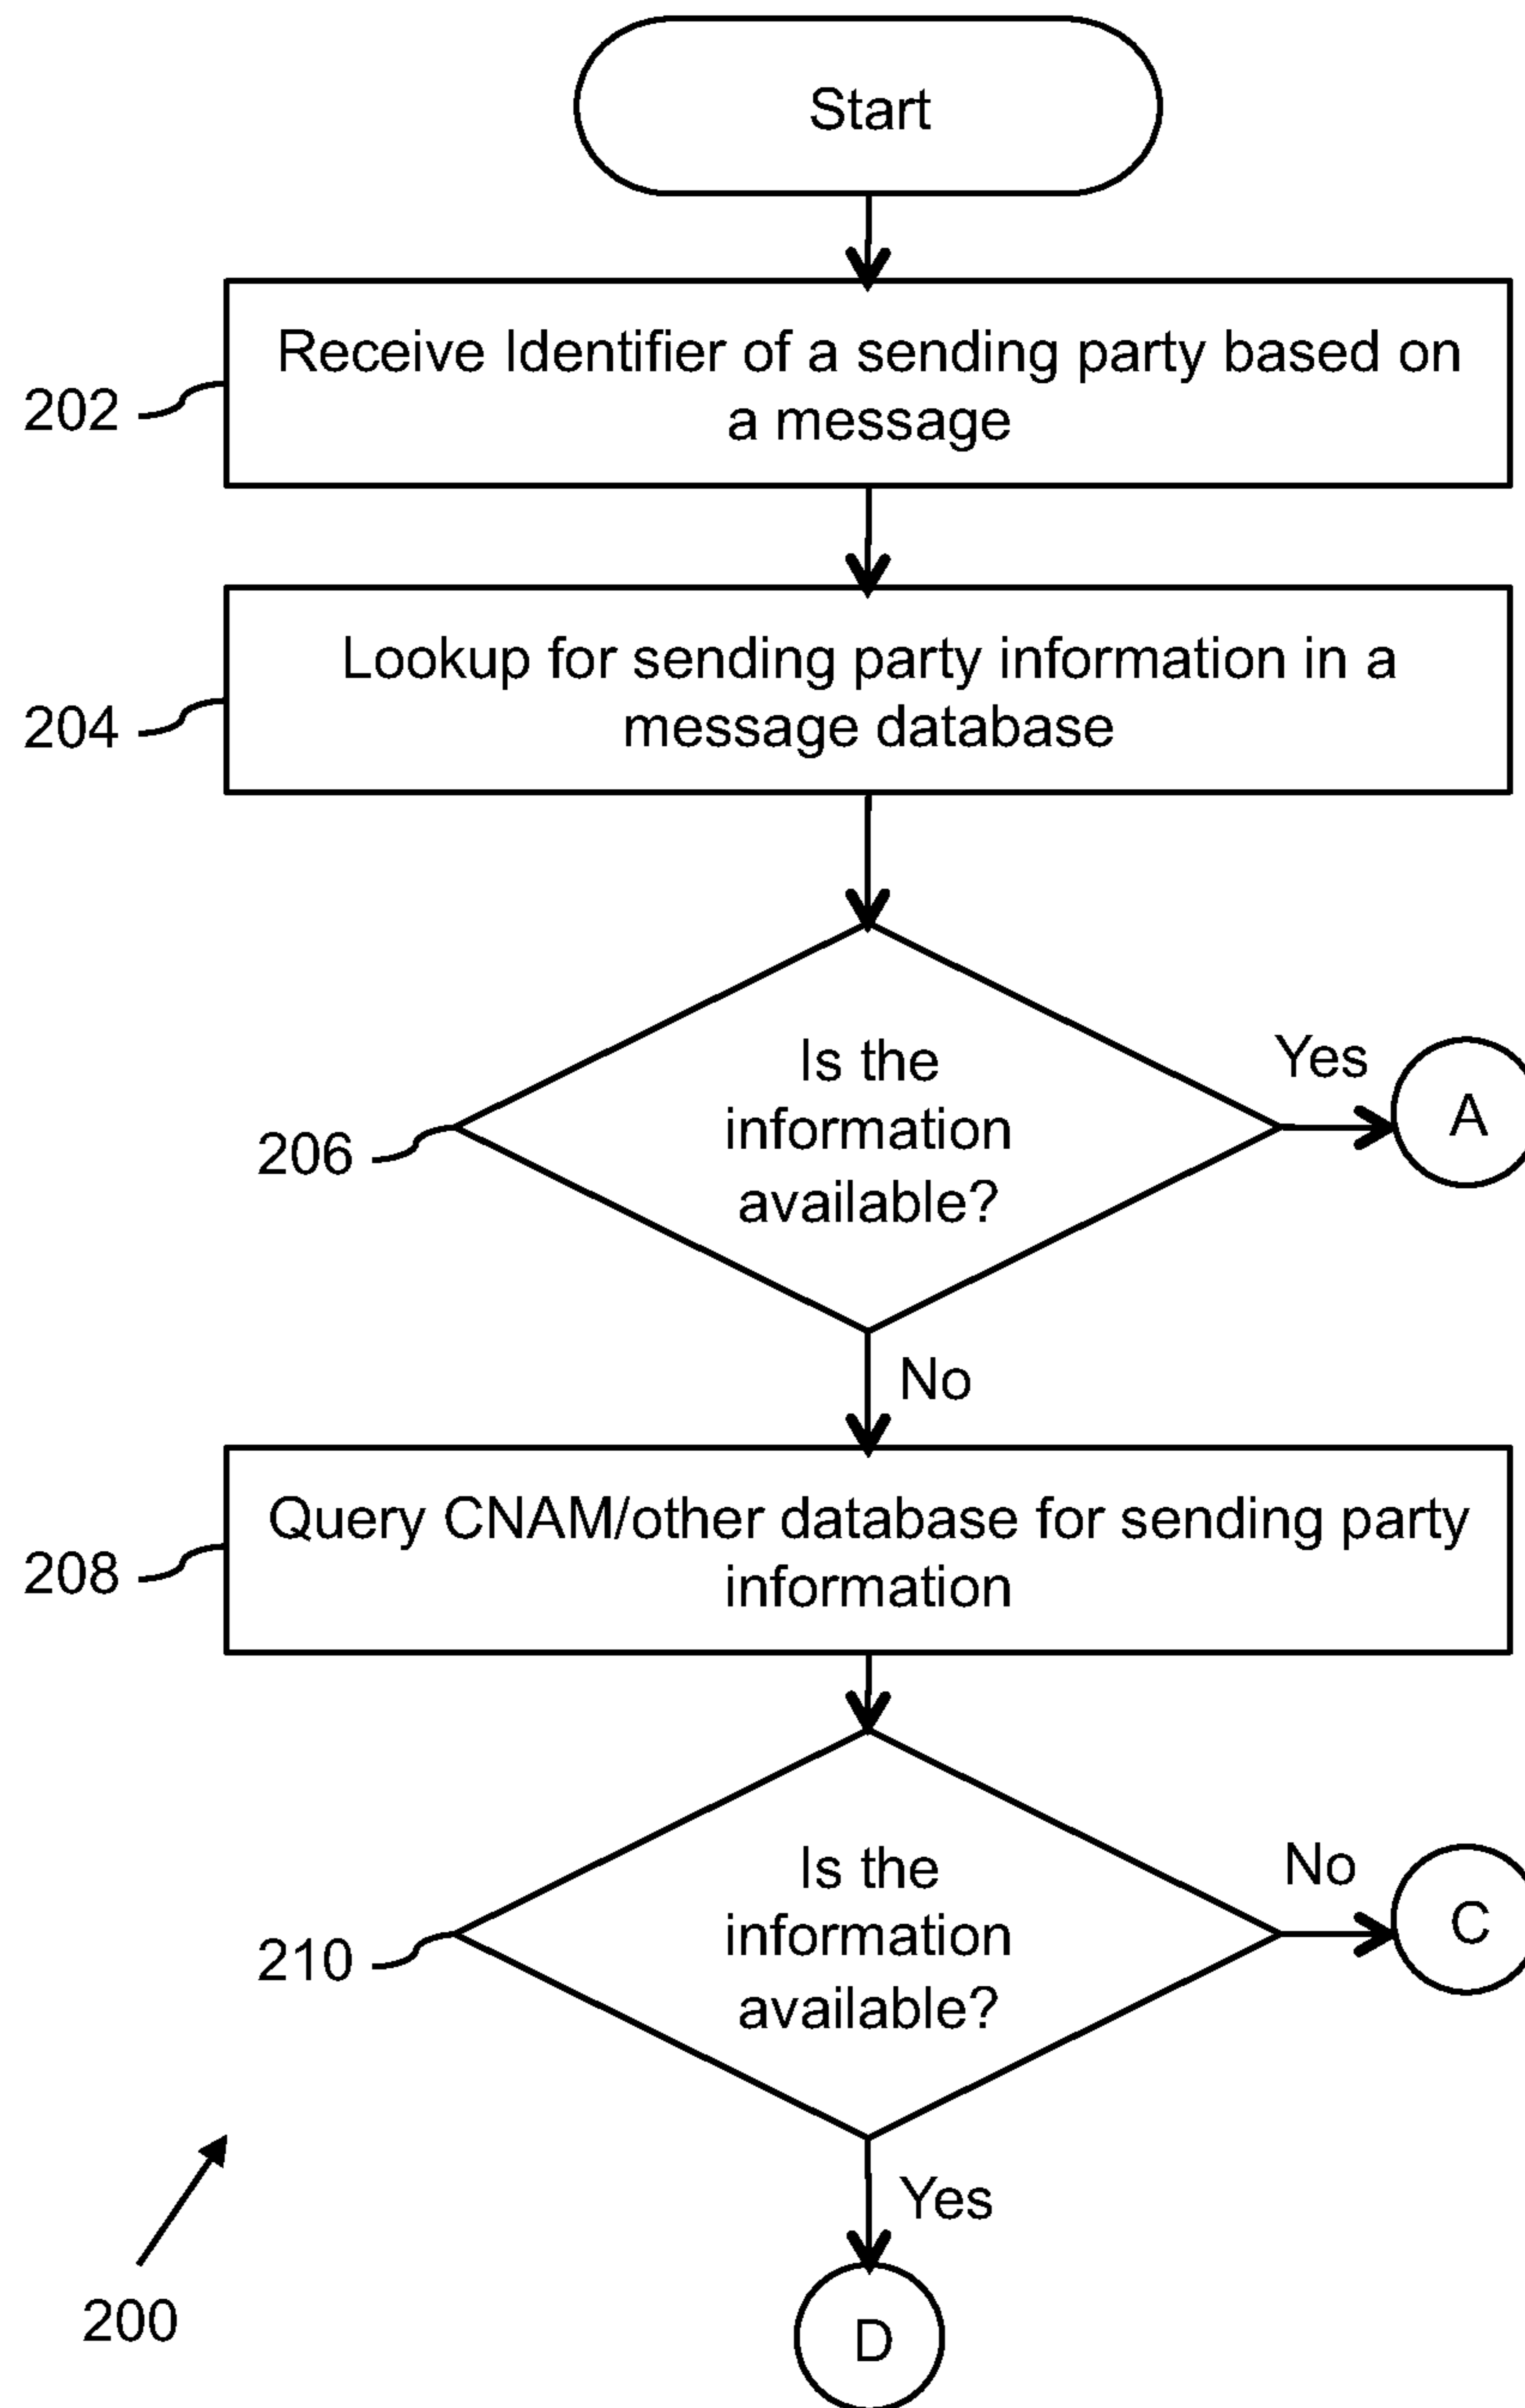 Start
Receive Identifier of a sending party based on
a message
202
Lookup for sending party information in a
message database
204
Is the
information
available?
Yes
A
206
No
Query CNAM/other database for sending party
information
208
Is the
information
available?
No
C
210
Yes
D
200